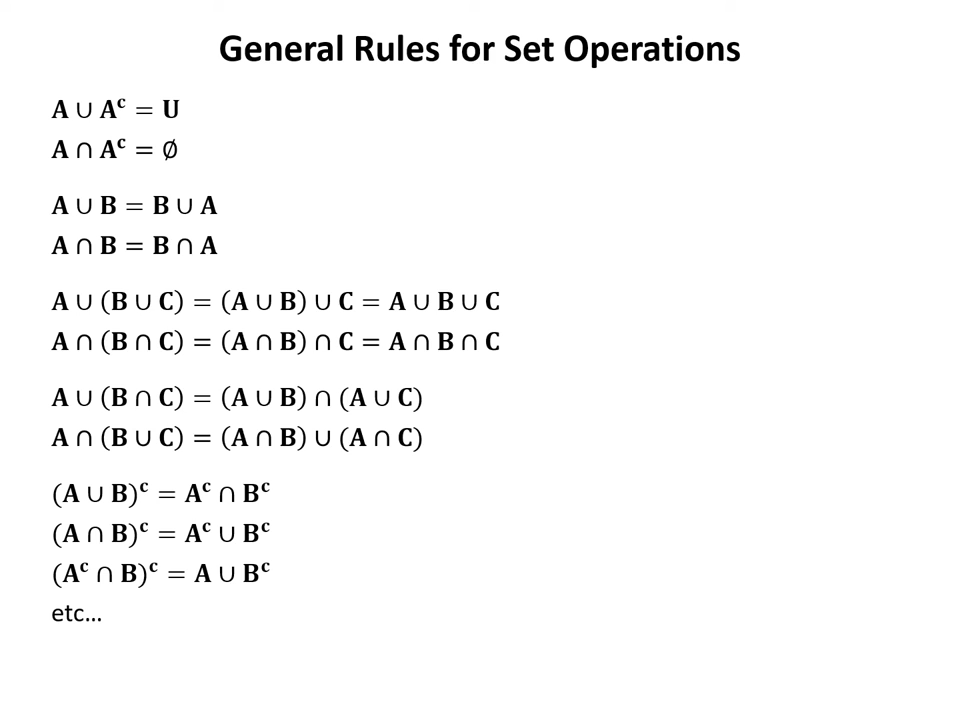 General Rules for Set Operations
A ∪ Aᶜ = U
A ∩ Aᶜ = ∅
A ∪ B = B ∪ A
A ∩ B = B ∩ A
A ∪ (B ∪ C) = (A ∪ B) ∪ C = A ∪ B ∪ C
A ∩ (B ∩ C) = (A ∩ B) ∩ C = A ∩ B ∩ C
A ∪ (B ∩ C) = (A ∪ B) ∩ (A ∪ C)
A ∩ (B ∪ C) = (A ∩ B) ∪ (A ∩ C)
(A ∪ B)ᶜ = Aᶜ ∩ Bᶜ
(A ∩ B)ᶜ = Aᶜ ∪ Bᶜ
(Aᶜ ∩ B)ᶜ = A ∪ Bᶜ
etc…